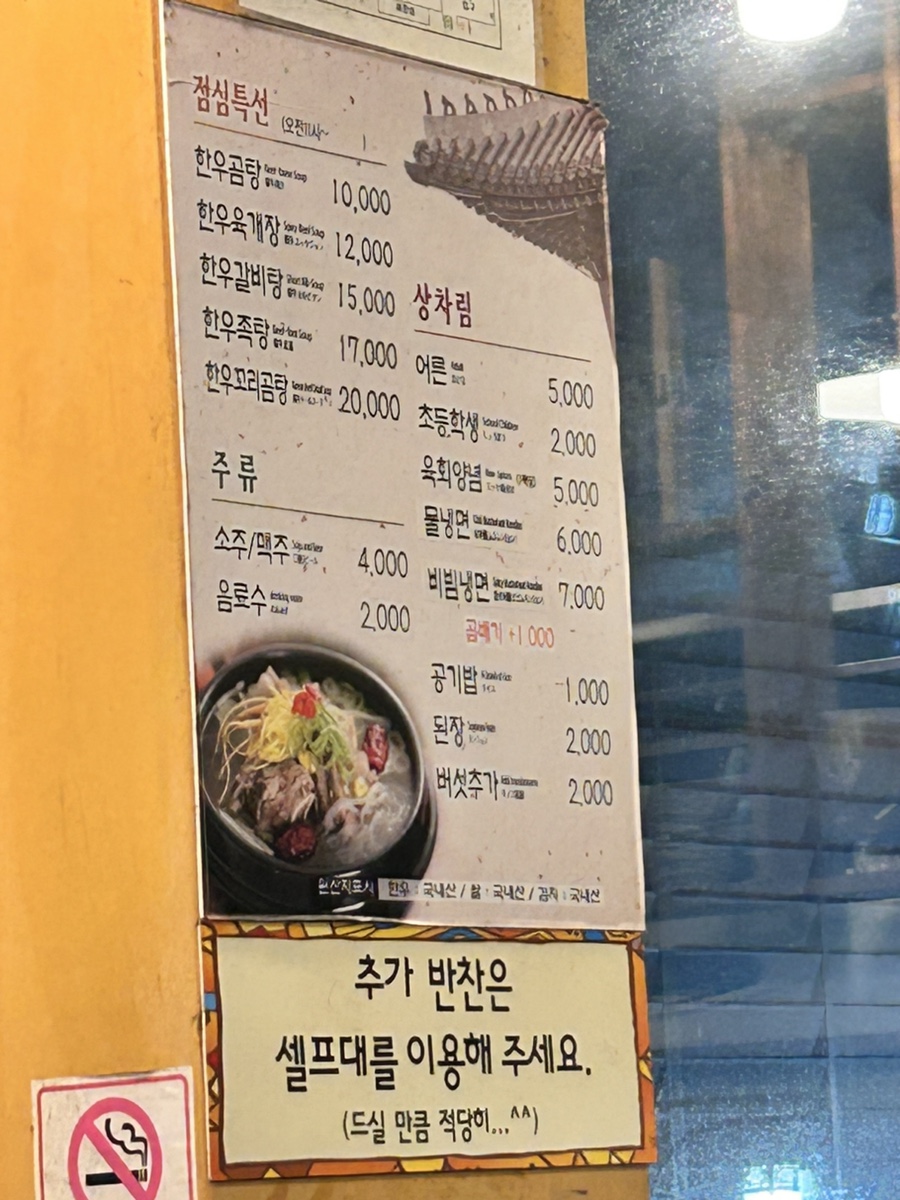 점심특선 (오전11시~ )
한우곰탕 10,000
한우육개장 Spicy Beef Soup 12,000
한우갈비탕 15,000
한우족탕 17,000
한우꼬리곰탕 20,000
주류
소주/맥주 4,000
음료수 2,000
상차림
어른 5,000
초등학생 2,000
육회양념 5,000
물냉면 6,000
비빔냉면 7,000
곱배기 +1,000
공기밥 1,000
된장 2,000
버섯추가 2,000
원산지표시 한우 : 국내산 / 쌀 : 국내산 / 김치 : 국내산
추가 반찬은
셀프대를 이용해 주세요.
(드실 만큼 적당히...^^)